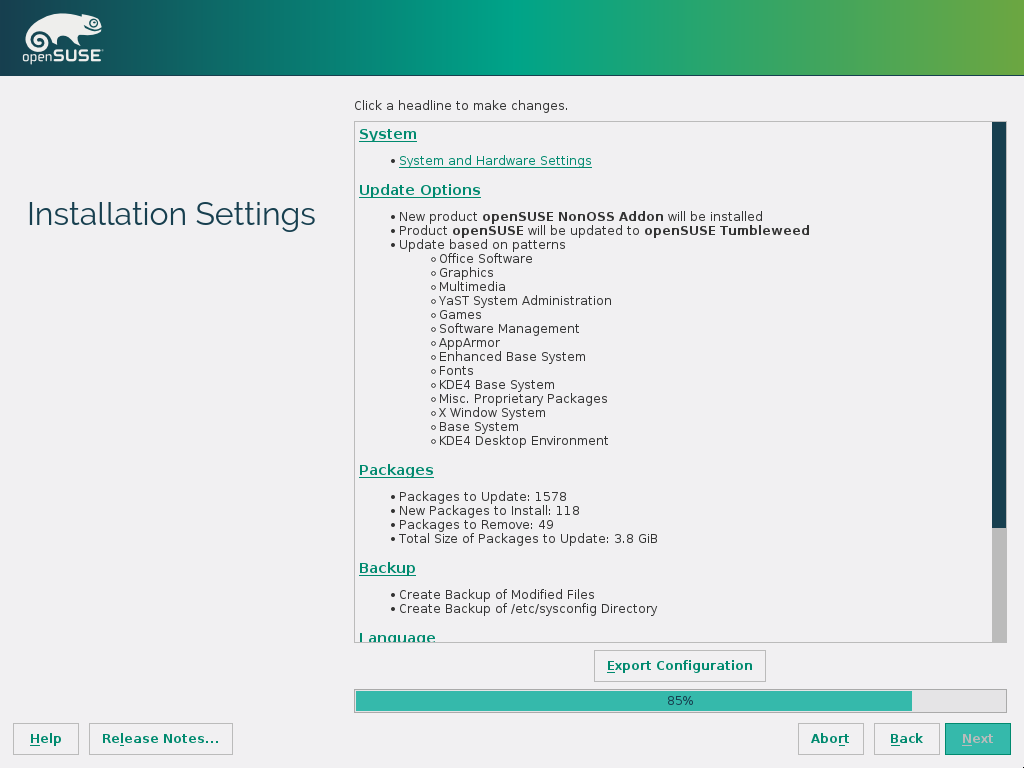 openSUSE
Click a headline to make changes.
Installation Settings
System
System and Hardware Settings
Update Options
New product openSUSE NonOSS Addon will be installed
Product openSUSE will be updated to openSUSE Tumbleweed
Update based on patterns
Office Software
Graphics
Multimedia
YaST System Administration
Games
Software Management
AppArmor
Enhanced Base System
Fonts
KDE4 Base System
Misc. Proprietary Packages
X Window System
Base System
KDE4 Desktop Environment
Packages
Packages to Update: 1578
New Packages to Install: 118
Packages to Remove: 49
Total Size of Packages to Update: 3.8 GiB
Backup
Create Backup of Modified Files
Create Backup of /etc/sysconfig Directory
Language
Export Configuration
85%
Help
Release Notes...
Abort
Back
Next